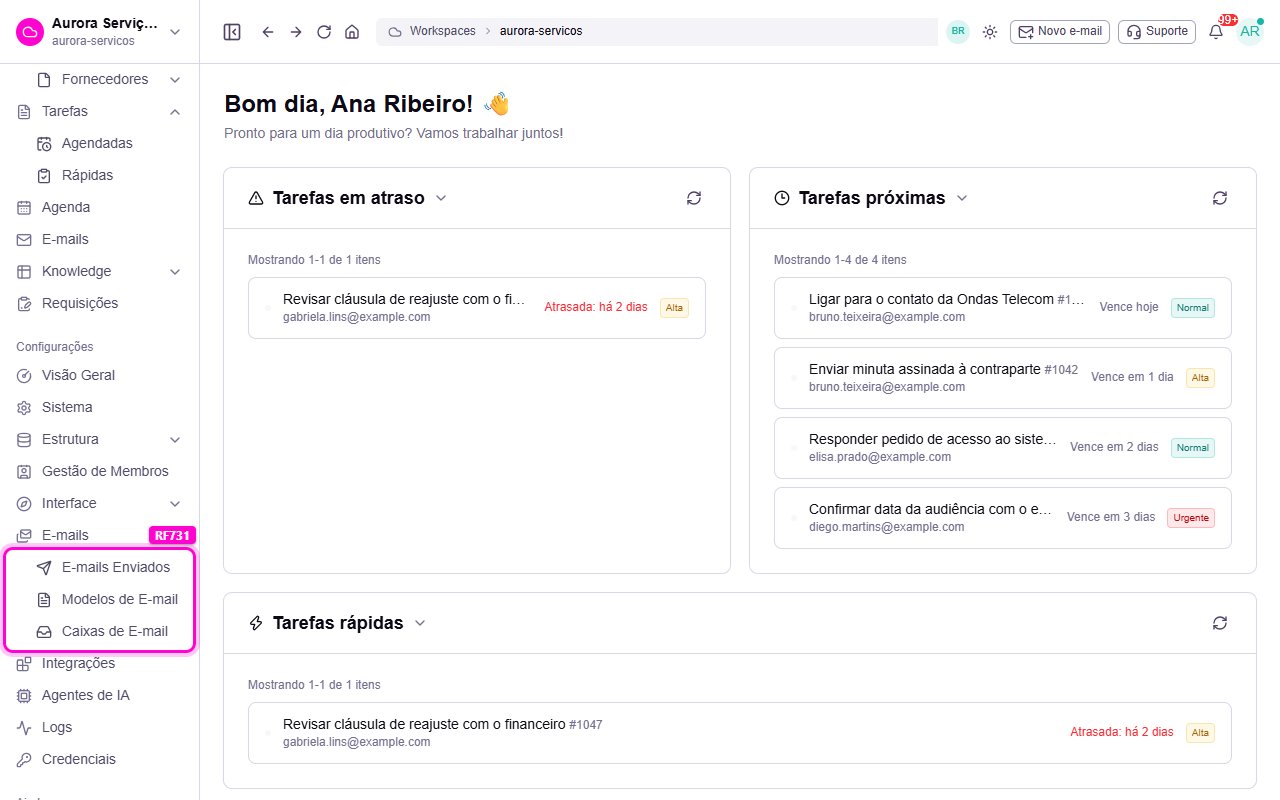 Aurora Serviç...
aurora-servicos
Workspaces
aurora-servicos
BR
Novo e-mail
Suporte
99+
AR
Fornecedores
Tarefas
Agendadas
Rápidas
Agenda
E-mails
Knowledge
Requisições
Configurações
Visão Geral
Sistema
Estrutura
Gestão de Membros
Interface
E-mails
RF731
E-mails Enviados
Modelos de E-mail
Caixas de E-mail
Integrações
Agentes de IA
Logs
Credenciais
Bom dia, Ana Ribeiro! 👋
Pronto para um dia produtivo? Vamos trabalhar juntos!
Tarefas em atraso
Mostrando 1-1 de 1 itens
Revisar cláusula de reajuste com o fi...
gabriela.lins@example.com
Atrasada: há 2 dias
Alta
Tarefas próximas
Mostrando 1-4 de 4 itens
Ligar para o contato da Ondas Telecom #1...
bruno.teixeira@example.com
Vence hoje
Normal
Enviar minuta assinada à contraparte #1042
bruno.teixeira@example.com
Vence em 1 dia
Alta
Responder pedido de acesso ao siste...
elisa.prado@example.com
Vence em 2 dias
Normal
Confirmar data da audiência com o e...
diego.martins@example.com
Vence em 3 dias
Urgente
Tarefas rápidas
Mostrando 1-1 de 1 itens
Revisar cláusula de reajuste com o financeiro #1047
gabriela.lins@example.com
Atrasada: há 2 dias
Alta